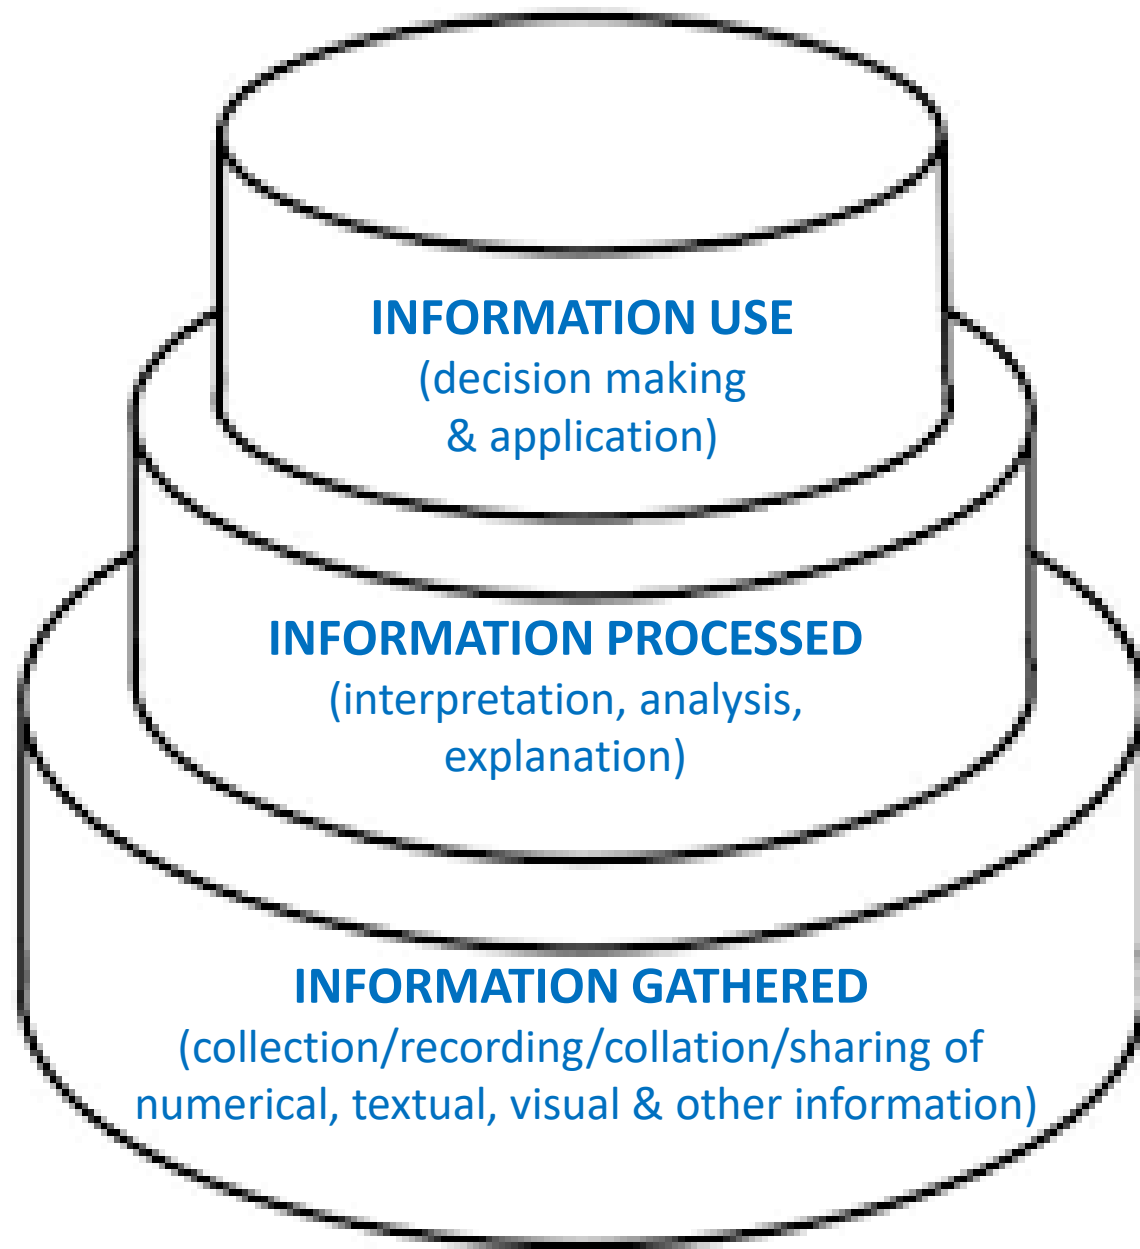 INFORMATION USE
(decision making
& application)
INFORMATION PROCESSED
(interpretation, analysis,
explanation)
INFORMATION GATHERED
(collection/recording/collation/sharing of
numerical, textual, visual & other information)